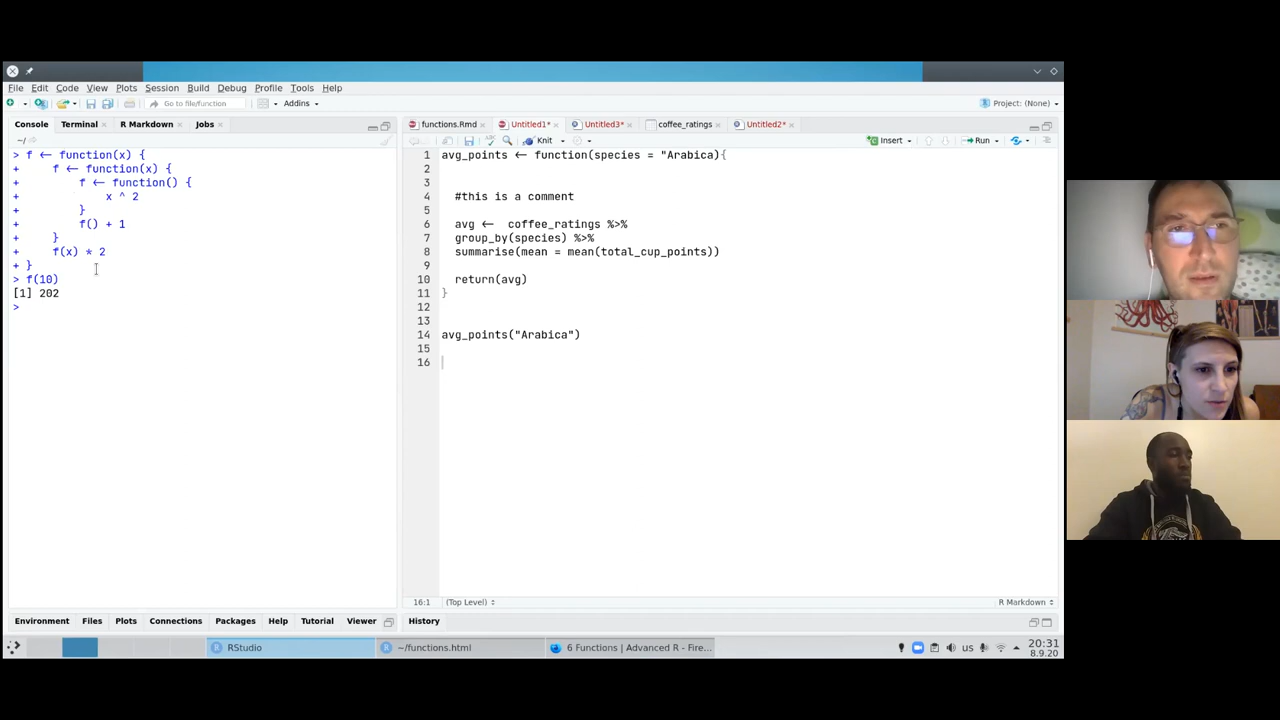 File Edit Code View Plots Session Build Debug Profile Tools Help
Go to file/function
Addins
Project: (None)
Console Terminal × R Markdown × Jobs ×
~/
> f <- function(x) {
+ f <- function(x) {
+ f <- function() {
+ x ^ 2
+ }
+ f() + 1
+ }
+ f(x) * 2
+ }
> f(10)
[1] 202
>
functions.Rmd × Untitled1* × Untitled3* × coffee_ratings × Untitled2* ×
Knit Insert Run
1 avg_points <- function(species = "Arabica){
2
3
4 #this is a comment
5
6 avg <- coffee_ratings %>%
7 group_by(species) %>%
8 summarise(mean = mean(total_cup_points))
9
10 return(avg)
11 }
12
13
14 avg_points("Arabica")
15
16
16:1 (Top Level) R Markdown
Environment Files Plots Connections Packages Help Tutorial Viewer
History
RStudio
~/functions.html
6 Functions | Advanced R - Fire...
us
20:31
8.9.20